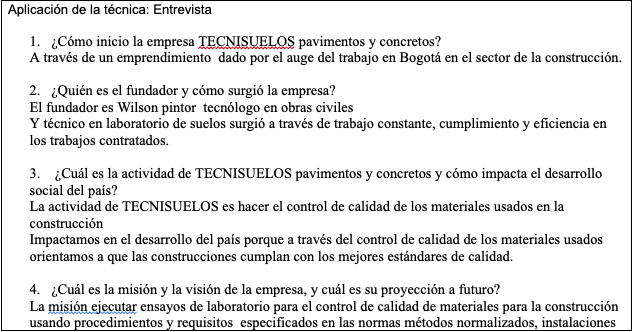 Aplicación de la técnica: Entrevista
1. ¿Cómo inicio la empresa TECNISUELOS pavimentos y concretos?
A través de un emprendimiento dado por el auge del trabajo en Bogotá en el sector de la construcción.
2. ¿Quién es el fundador y cómo surgió la empresa?
El fundador es Wilson pintor tecnólogo en obras civiles
Y técnico en laboratorio de suelos surgió a través de trabajo constante, cumplimiento y eficiencia en
los trabajos contratados.
3. ¿Cuál es la actividad de TECNISUELOS pavimentos y concretos y cómo impacta el desarrollo
social del país?
La actividad de TECNISUELOS es hacer el control de calidad de los materiales usados en la
construcción
Impactamos en el desarrollo del país porque a través del control de calidad de los materiales usados
orientamos a que las construcciones cumplan con los mejores estándares de calidad.
4. ¿Cuál es la misión y la visión de la empresa, y cuál es su proyección a futuro?
La misión ejecutar ensayos de laboratorio para el control de calidad de materiales para la construcción
usando procedimientos y requisitos especificados en las normas métodos normalizados, instalaciones